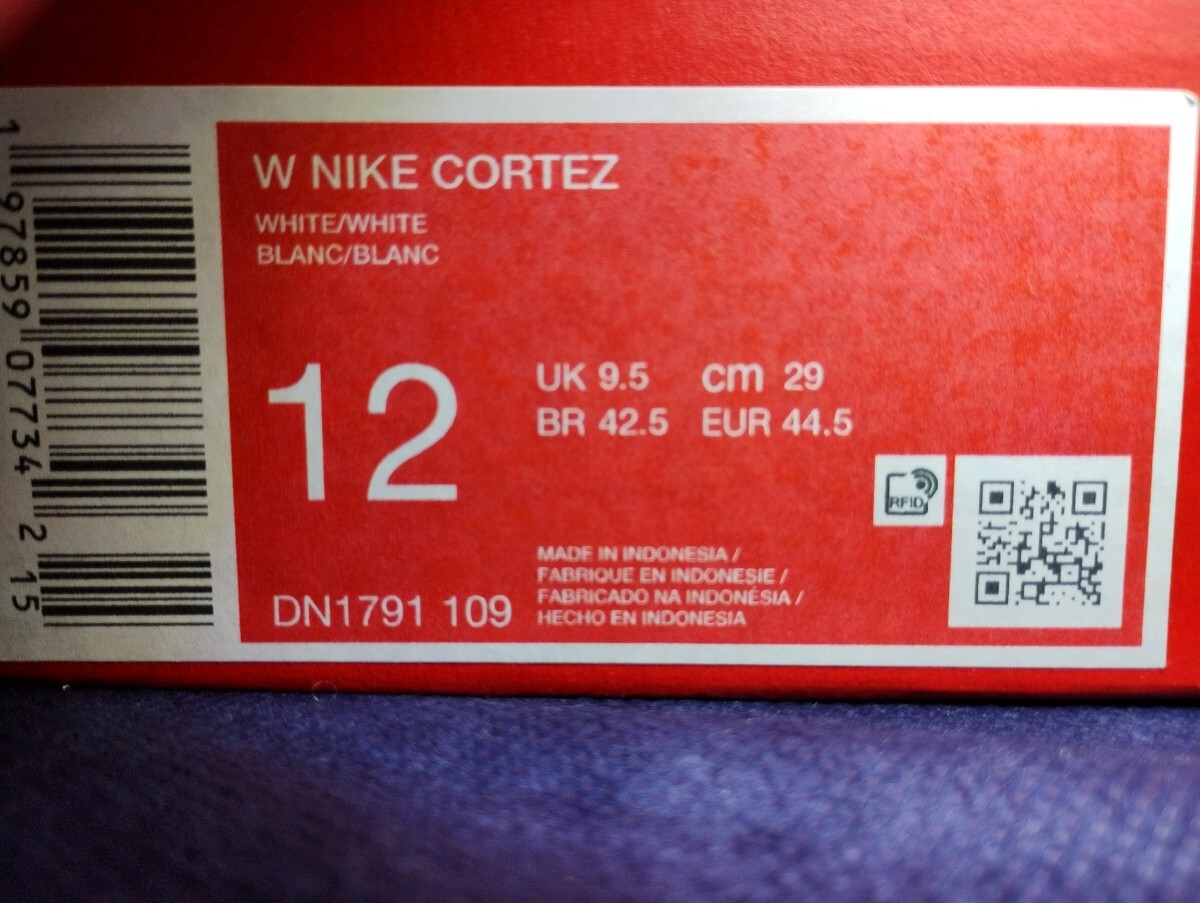 W NIKE CORTEZ
WHITE/WHITE
BLANC/BLANC
12
UK 9.5 cm 29
BR 42.5 EUR 44.5
RFID
MADE IN INDONESIA /
FABRIQUE EN INDONESIE /
FABRICADO NA INDONÉSIA /
HECHO EN INDONESIA
DN1791 109
1 97859 07734 2 15